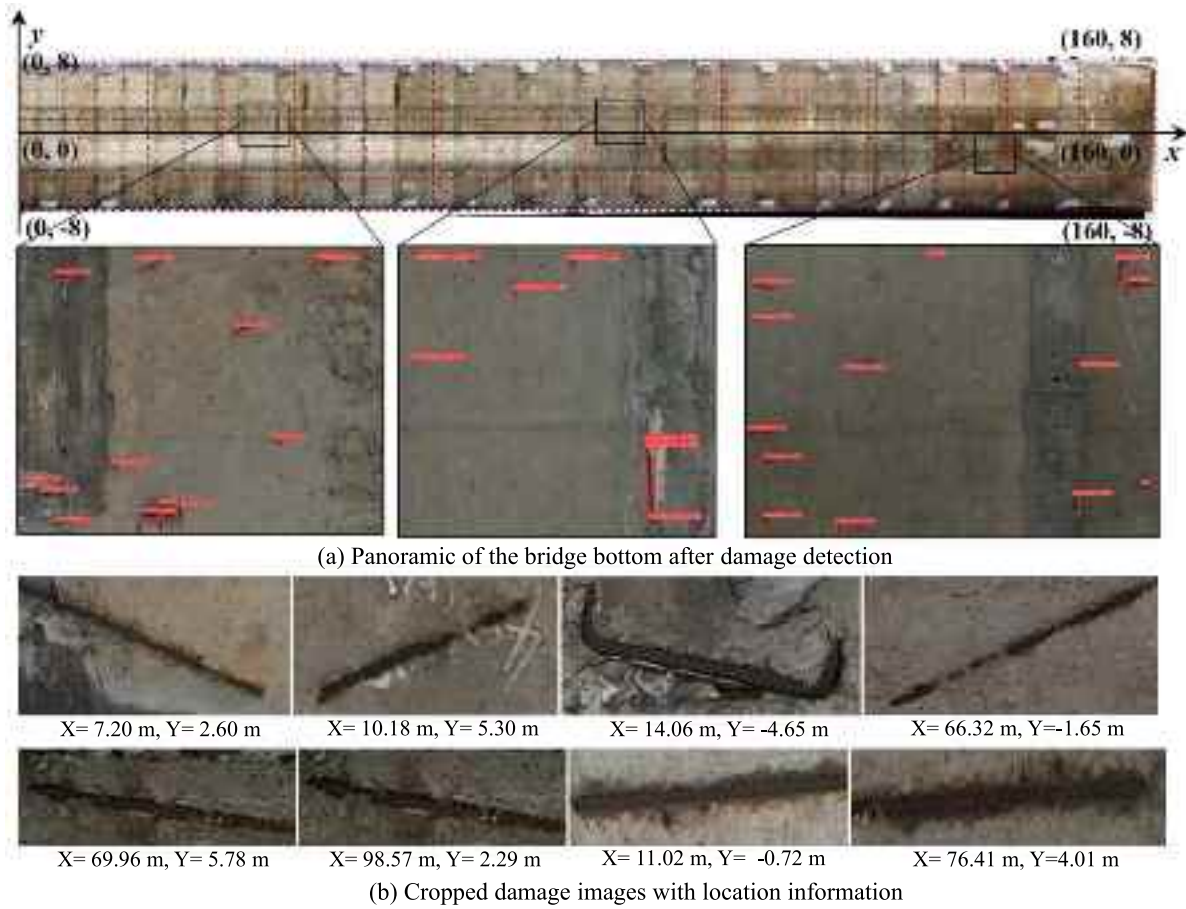 y
(0, 8)
(160, 8)
(0, 0)
(160, 0)
x
(0, -8)
(160, -8)
(a) Panoramic of the bridge bottom after damage detection
X= 7.20 m, Y= 2.60 m
X= 10.18 m, Y= 5.30 m
X= 14.06 m, Y= -4.65 m
X= 66.32 m, Y=-1.65 m
X= 69.96 m, Y= 5.78 m
X= 98.57 m, Y= 2.29 m
X= 11.02 m, Y= -0.72 m
X= 76.41 m, Y=4.01 m
(b) Cropped damage images with location information